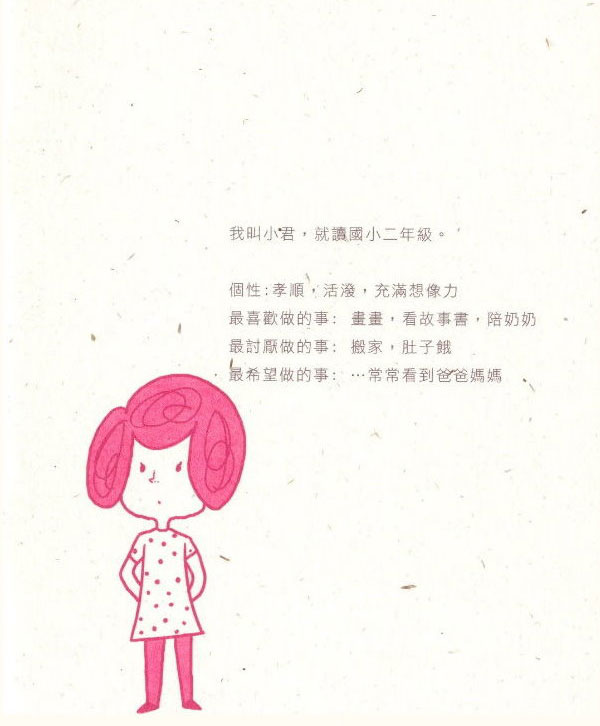 我叫小君，就讀國小二年級。
個性:孝順，活潑，充滿想像力
最喜歡做的事: 畫畫，看故事書，陪奶奶
最討厭做的事: 搬家，肚子餓
最希望做的事: …常常看到爸爸媽媽